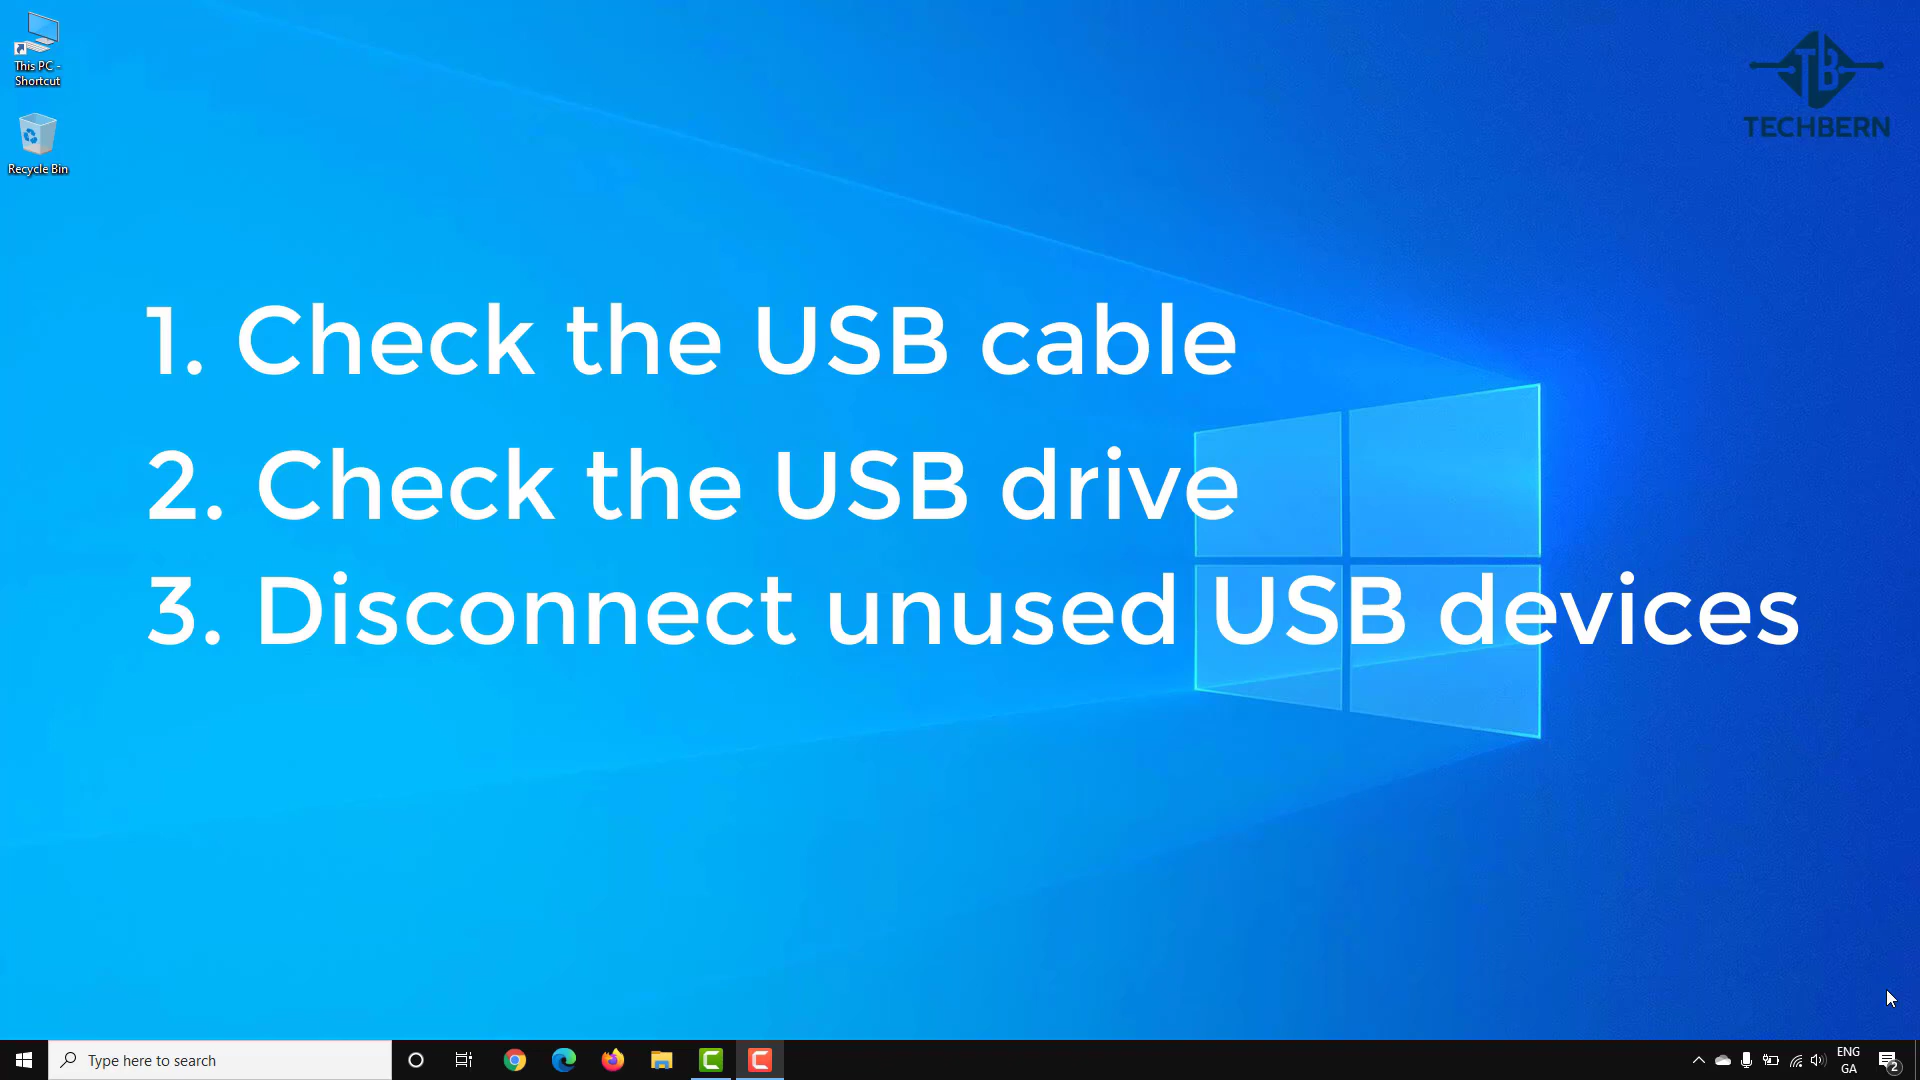 This PC -
Shortcut
Recycle Bin
TB
TECHBERN
1. Check the USB cable
2. Check the USB drive
3. Disconnect unused USB devices
Type here to search
ENG
GA
2